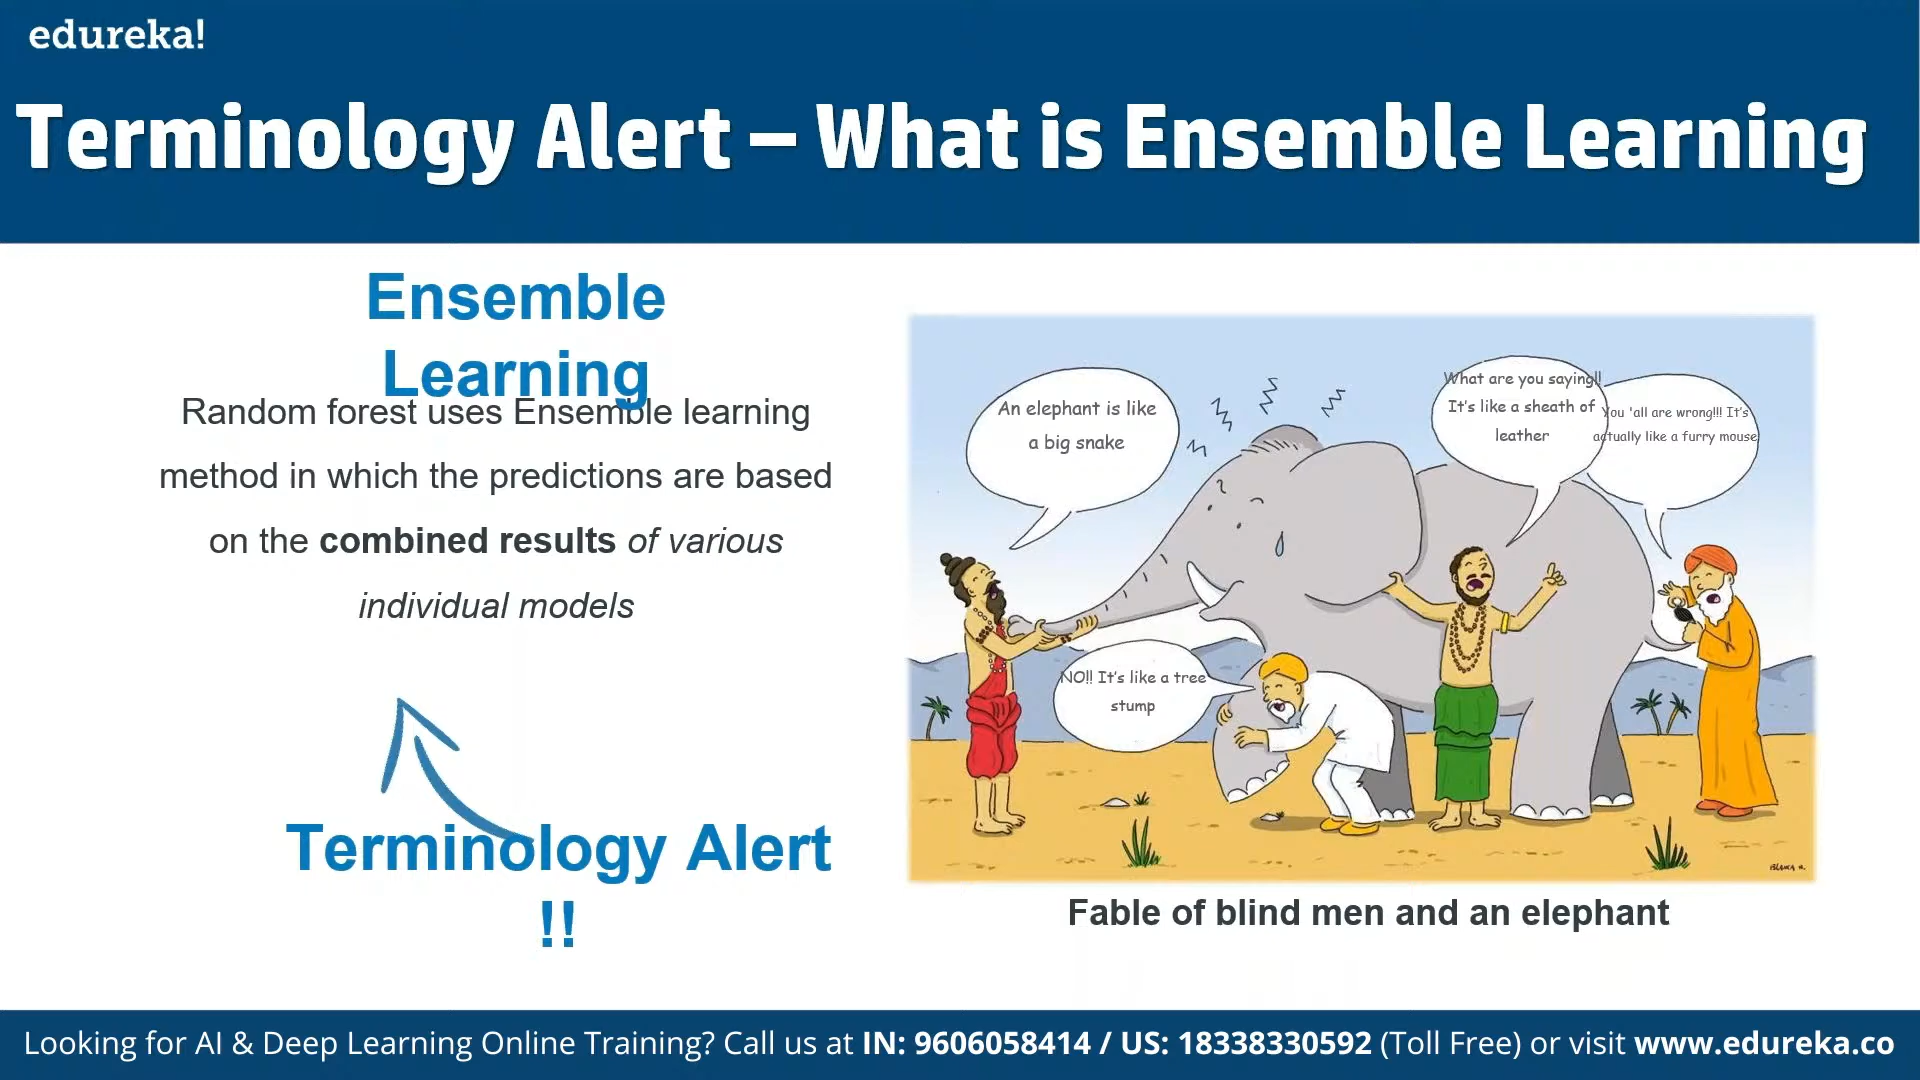 edureka!
Terminology Alert – What is Ensemble Learning
Ensemble
Learning
Random forest uses Ensemble learning
method in which the predictions are based
on the combined results of various
individual models
Terminology Alert
!!
An elephant is like
a big snake
What are you saying!!
It's like a sheath of
leather
You 'all are wrong!!! It's
actually like a furry mouse
NO!! It's like a tree
stump
Fable of blind men and an elephant
Looking for AI & Deep Learning Online Training? Call us at IN: 9606058414 / US: 18338330592 (Toll Free) or visit www.edureka.co